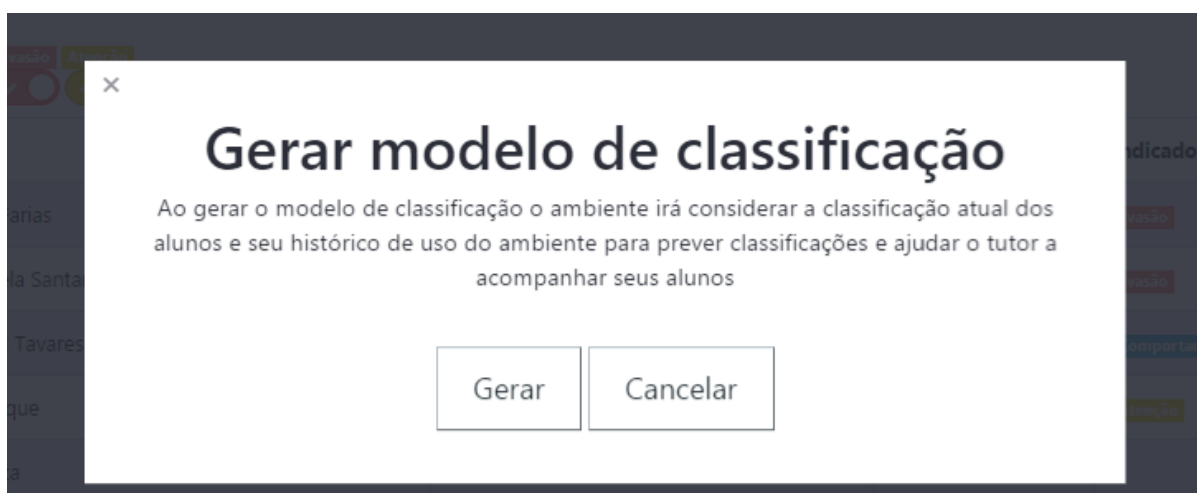 Atenção
×
Gerar modelo de classificação
Ao gerar o modelo de classificação o ambiente irá considerar a classificação atual dos
alunos e seu histórico de uso do ambiente para prever classificações e ajudar o tutor a
acompanhar seus alunos
Gerar Cancelar